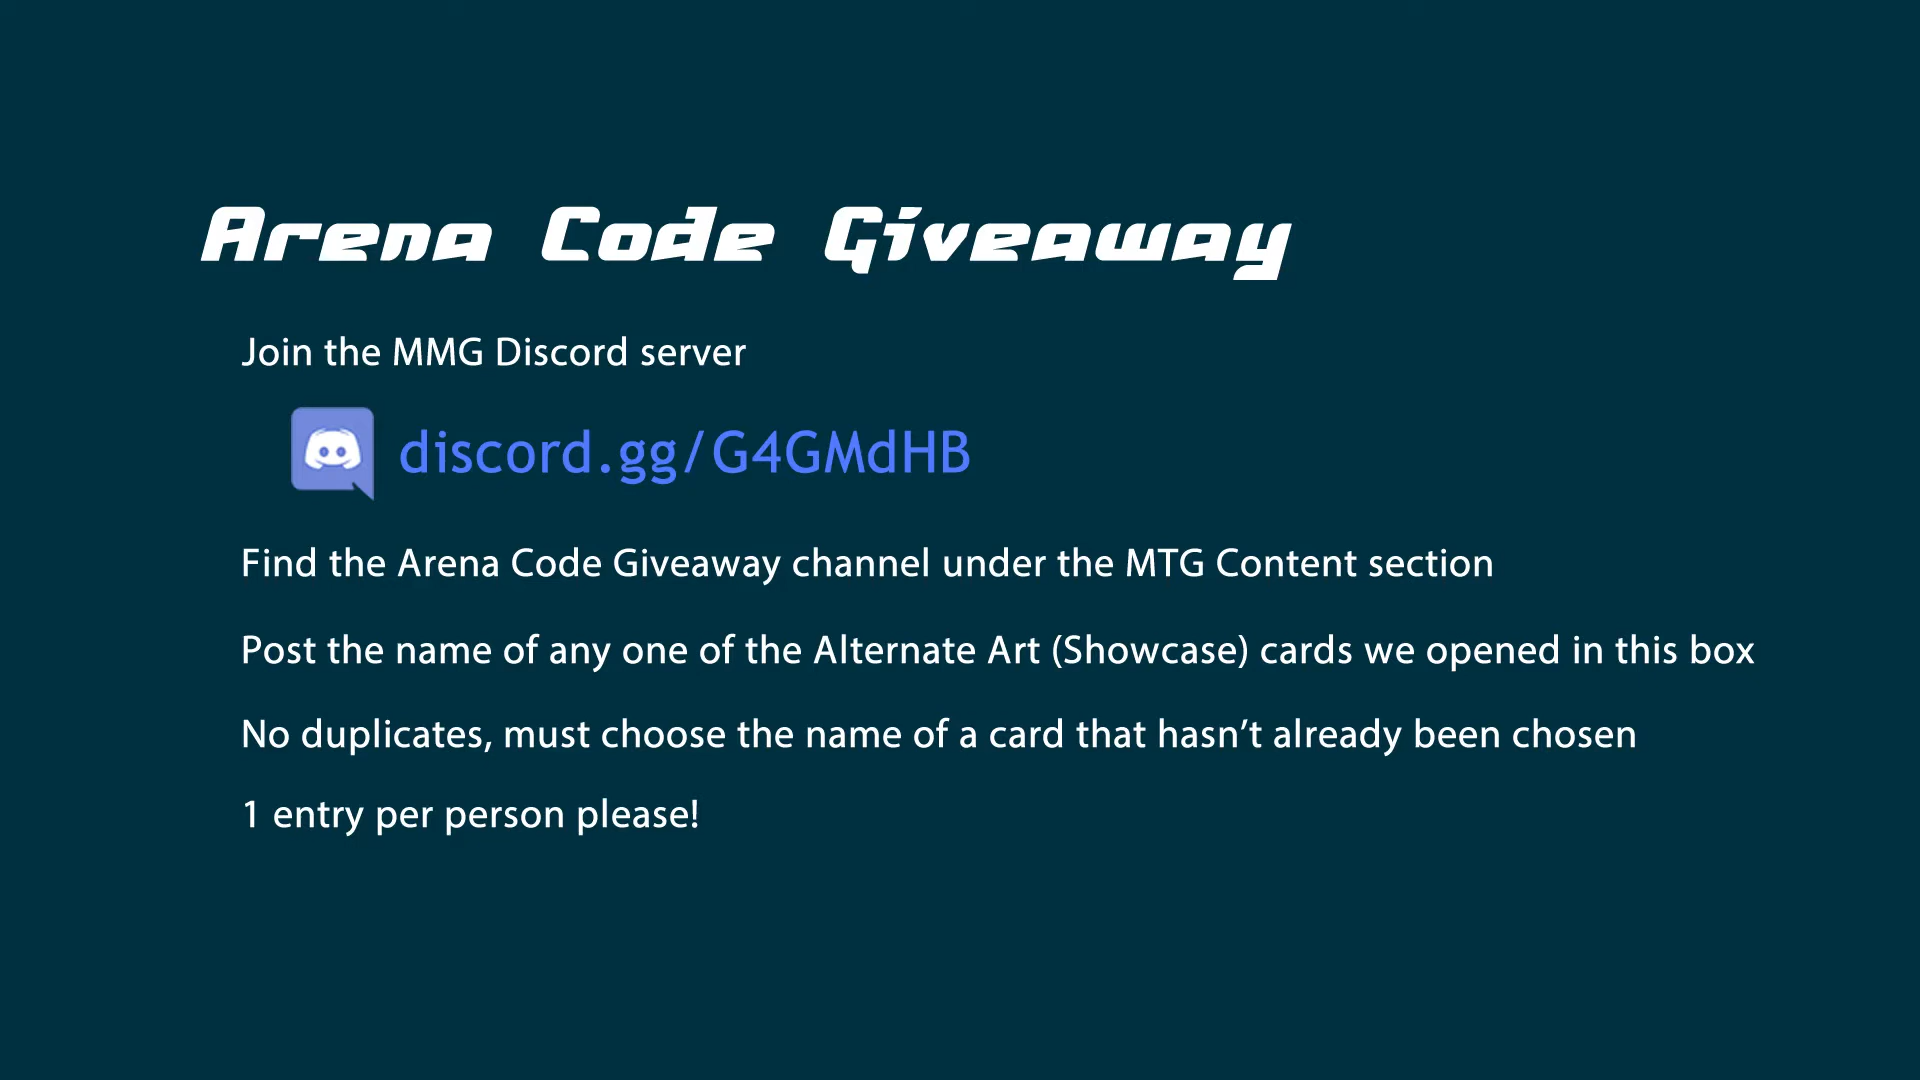 Arena Code Giveaway
Join the MMG Discord server
discord.gg/G4GMdHB
Find the Arena Code Giveaway channel under the MTG Content section
Post the name of any one of the Alternate Art (Showcase) cards we opened in this box
No duplicates, must choose the name of a card that hasn’t already been chosen
1 entry per person please!